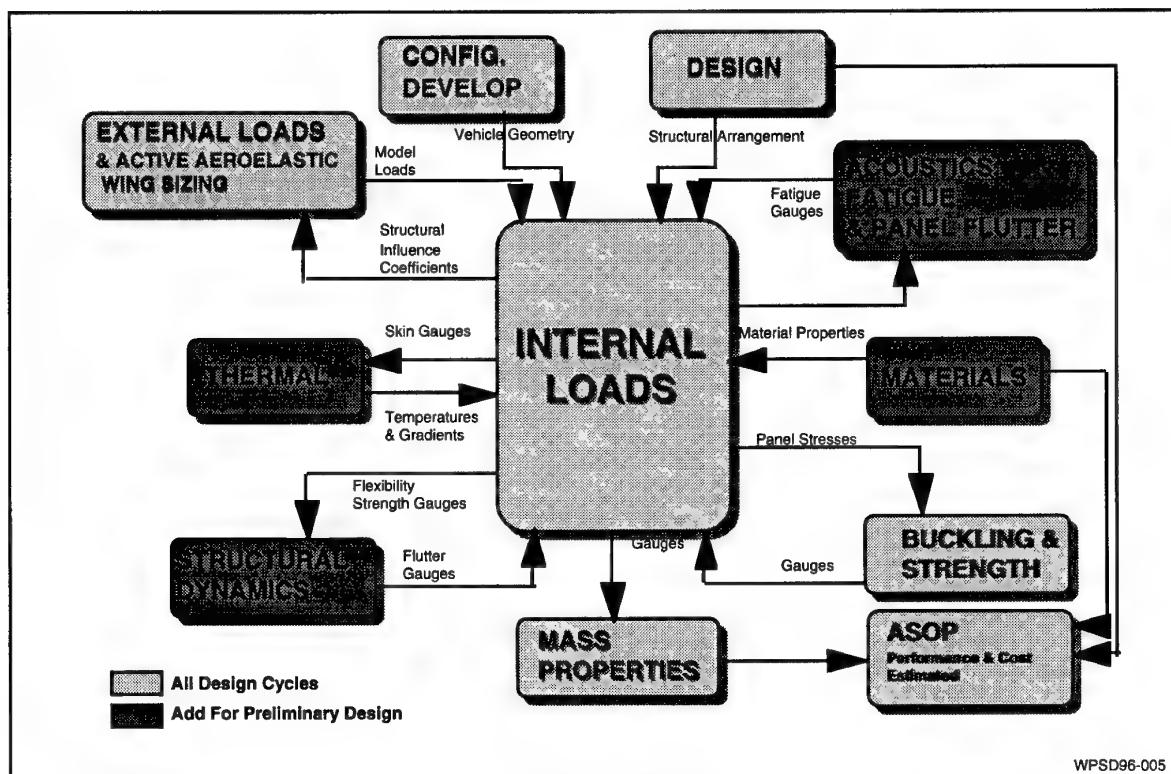 CONFIG.
DEVELOP
DESIGN
EXTERNAL LOADS
& ACTIVE AEROELASTIC
WING SIZING
Model
Loads
Vehicle Geometry
Structural Arrangement
Fatigue
Gauges
ACOUSTICS
FATIGUE
& PANEL FLUTTER
Structural
Influence
Coefficients
INTERNAL
LOADS
Skin Gauges
THERMAL
Temperatures
& Gradients
Material Properties
MATERIALS
Panel Stresses
Flexibility
Strength Gauges
STRUCTURAL
DYNAMICS
Flutter
Gauges
Gauges
Gauges
BUCKLING &
STRENGTH
MASS
PROPERTIES
ASOP
Performance & Cost
Estimated
All Design Cycles
Add For Preliminary Design
WPSD96-005